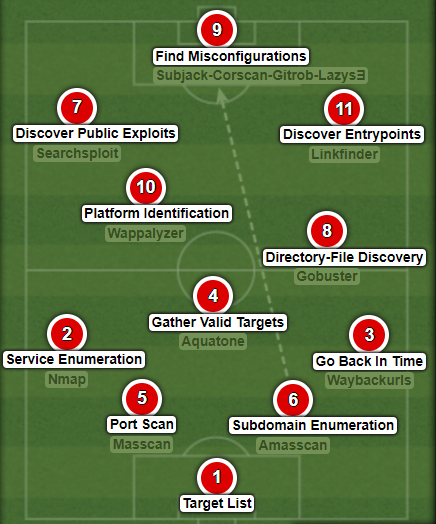 9
Find Misconfigurations
Subjack-Corscan-Gitrob-LazysƎ
7
Discover Public Exploits
Searchsploit
11
Discover Entrypoints
Linkfinder
10
Platform Identification
Wappalyzer
8
Directory-File Discovery
Gobuster
4
Gather Valid Targets
Aquatone
2
Service Enumeration
Nmap
3
Go Back In Time
Waybackurls
5
Port Scan
Masscan
6
Subdomain Enumeration
Amasscan
1
Target List